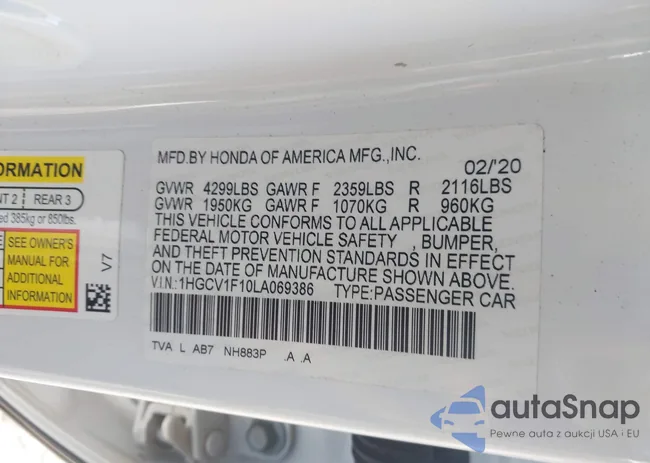 ORMATION
NT 2 REAR 3
ed 385kg or 850lbs.
SEE OWNER'S
MANUAL FOR
ADDITIONAL
INFORMATION
V7
MFD.BY HONDA OF AMERICA MFG.,INC. 02/'20
GVWR 4299LBS GAWR F 2359LBS R 2116LBS
GVWR 1950KG GAWR F 1070KG R 960KG
THIS VEHICLE CONFORMS TO ALL APPLICABLE
FEDERAL MOTOR VEHICLE SAFETY , BUMPER,
AND THEFT PREVENTION STANDARDS IN EFFECT
ON THE DATE OF MANUFACTURE SHOWN ABOVE.
V.I.N.:1HGCV1F10LA069386 TYPE:PASSENGER CAR
TVA L AB7 NH883P .A .A
autaSnap
Pewne auta z aukcji USA i EU